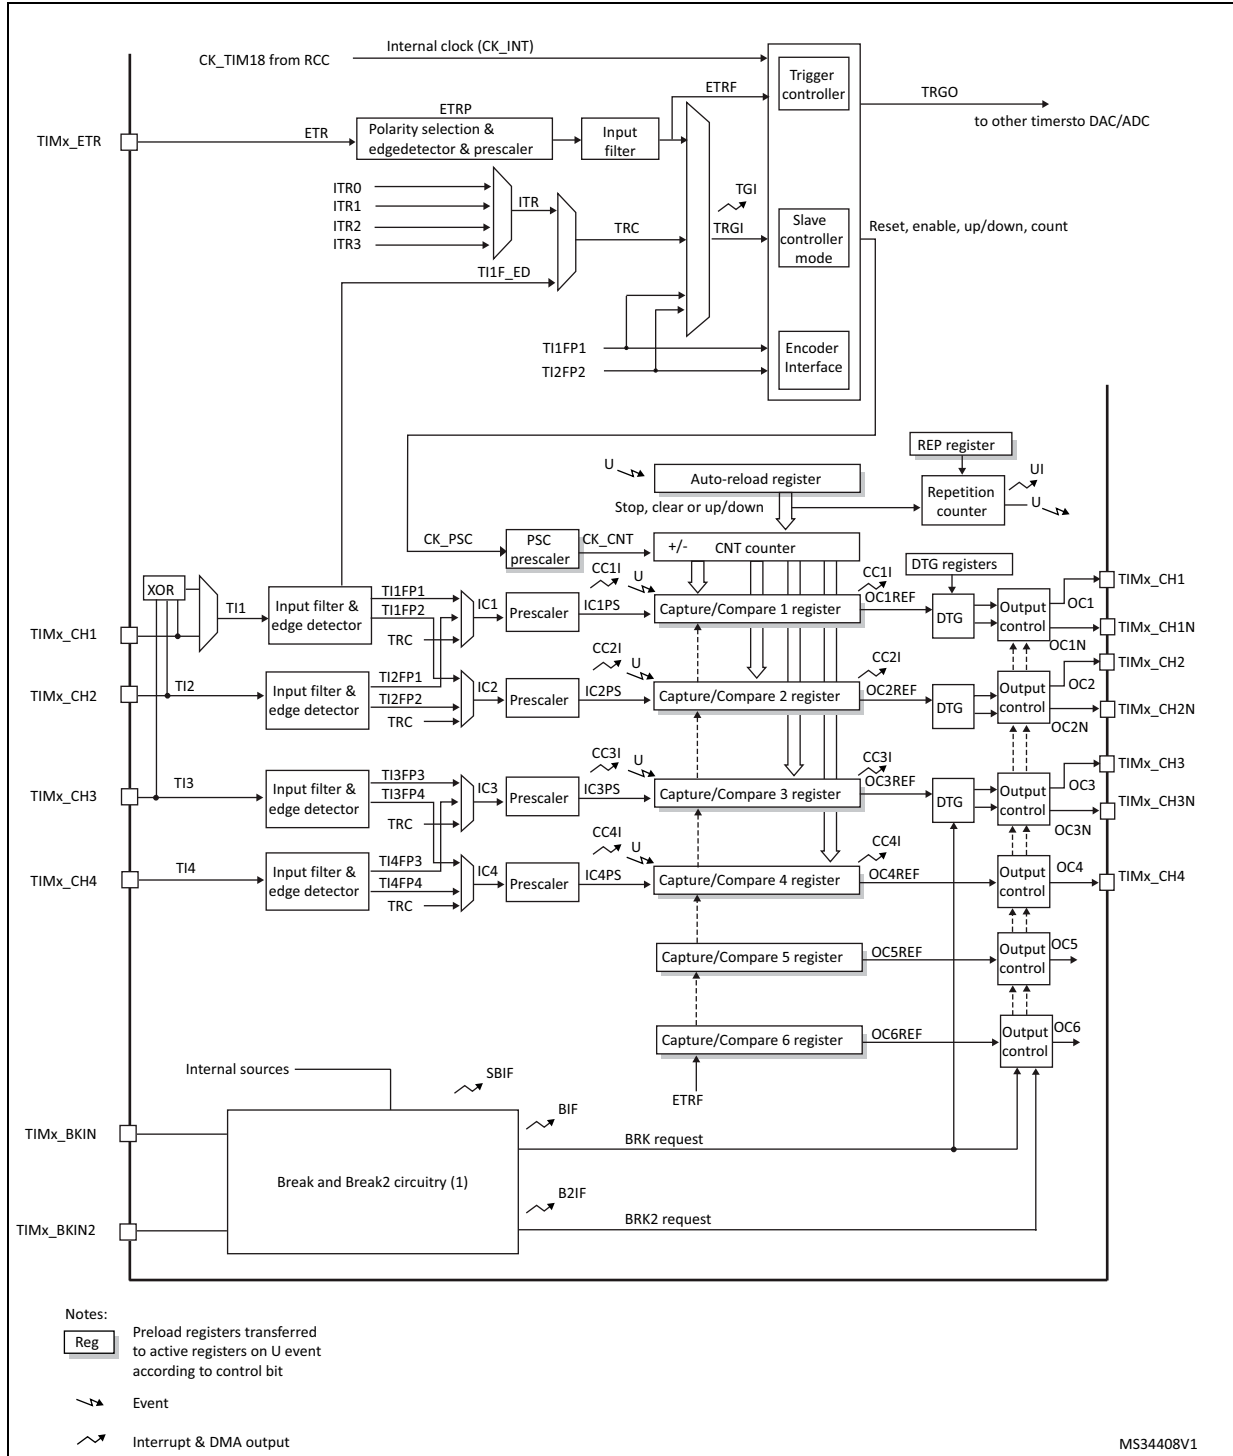 Internal clock (CK_INT)
CK_TIM18 from RCC
Trigger
controller
ETRF
TRGO
to other timersto DAC/ADC
ETRP
TIMx_ETR
ETR
Polarity selection &
edgedetector & prescaler
Input
filter
ITR0
ITR1
ITR2
ITR3
ITR
TRC
TGI
TRGI
Slave
controller
mode
Reset, enable, up/down, count
TI1F_ED
TI1FP1
TI2FP2
Encoder
Interface
REP register
U
Auto-reload register
Stop, clear or up/down
Repetition
counter
UI
U
CK_PSC
PSC
prescaler
CK_CNT
+/-
CNT counter
DTG registers
XOR
TI1
TIMx_CH1
Input filter &
edge detector
TI1FP1
TI1FP2
TRC
IC1
Prescaler
IC1PS
CC1I
U
Capture/Compare 1 register
CC1I
OC1REF
DTG
Output
control
OC1
TIMx_CH1
TIMx_CH1N
OC1N
TIMx_CH2
TI2
Input filter &
edge detector
TI2FP1
TI2FP2
TRC
IC2
Prescaler
IC2PS
CC2I
U
Capture/Compare 2 register
CC2I
OC2REF
DTG
Output
control
OC2
TIMx_CH2
TIMx_CH2N
OC2N
TIMx_CH3
TI3
Input filter &
edge detector
TI3FP3
TI3FP4
TRC
IC3
Prescaler
IC3PS
CC3I
U
Capture/Compare 3 register
CC3I
OC3REF
DTG
Output
control
OC3
TIMx_CH3
TIMx_CH3N
OC3N
TIMx_CH4
TI4
Input filter &
edge detector
TI4FP3
TI4FP4
TRC
IC4
Prescaler
IC4PS
CC4I
U
Capture/Compare 4 register
CC4I
OC4REF
Output
control
OC4
TIMx_CH4
Capture/Compare 5 register
OC5REF
Output
control
OC5
Capture/Compare 6 register
OC6REF
Output
control
OC6
ETRF
Internal sources
SBIF
TIMx_BKIN
BIF
BRK request
Break and Break2 circuitry (1)
TIMx_BKIN2
B2IF
BRK2 request
Notes:
Reg
Preload registers transferred
to active registers on U event
according to control bit
Event
Interrupt & DMA output
MS34408V1